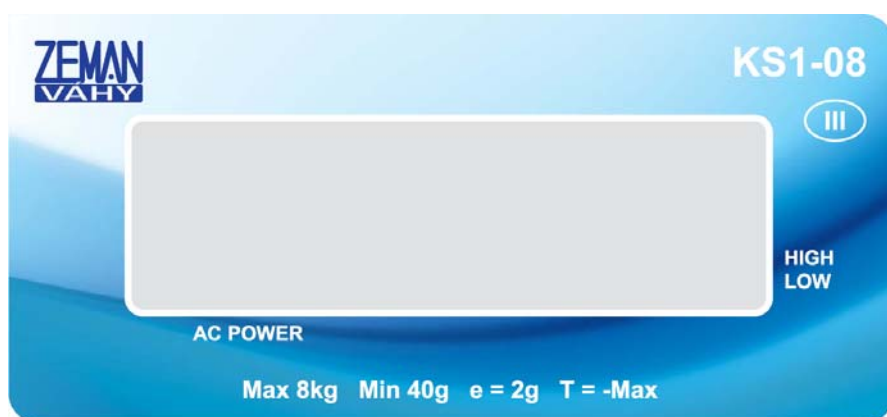 ZEMAN
VÁHY
KS1-08
III
HIGH
LOW
AC POWER
Max 8kg Min 40g e = 2g T = -Max